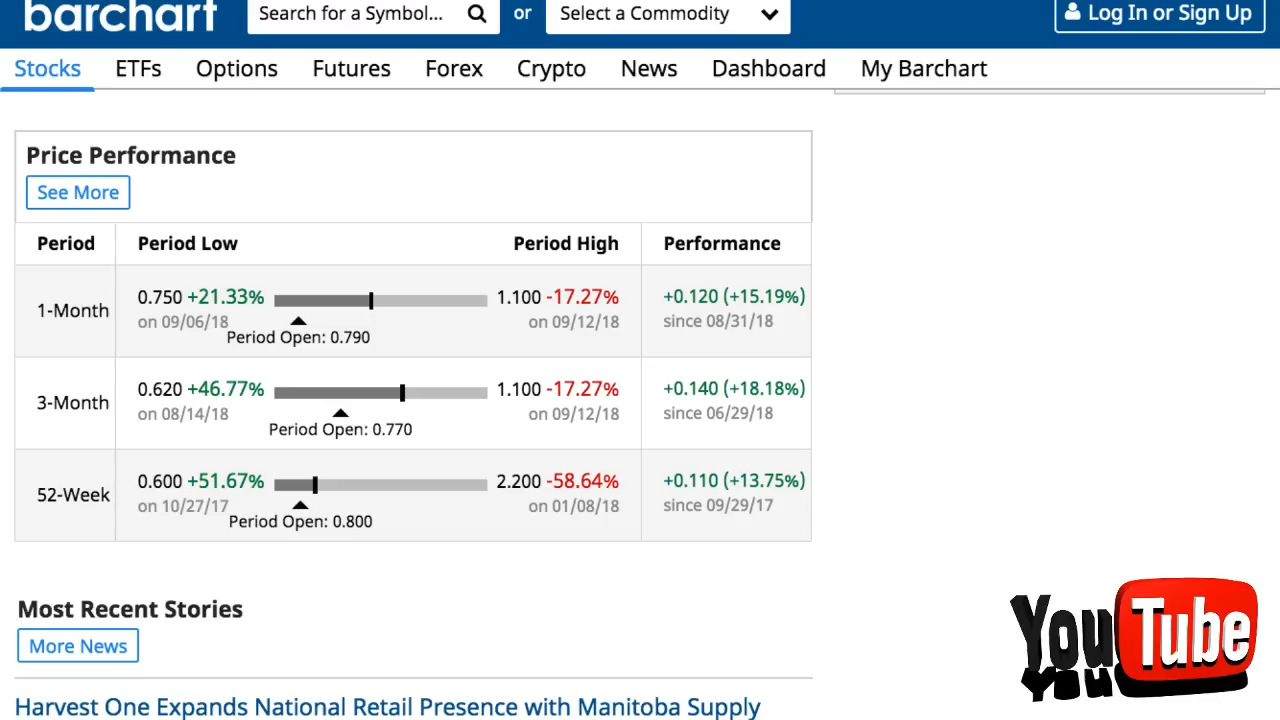 barchart
Search for a Symbol...
or
Select a Commodity
Log In or Sign Up
Stocks ETFs Options Futures Forex Crypto News Dashboard My Barchart
Price Performance
See More
Period Period Low Period High Performance
1-Month 0.750 +21.33% 1.100 -17.27% +0.120 (+15.19%)
on 09/06/18 on 09/12/18 since 08/31/18
Period Open: 0.790
3-Month 0.620 +46.77% 1.100 -17.27% +0.140 (+18.18%)
on 08/14/18 on 09/12/18 since 06/29/18
Period Open: 0.770
52-Week 0.600 +51.67% 2.200 -58.64% +0.110 (+13.75%)
on 10/27/17 on 01/08/18 since 09/29/17
Period Open: 0.800
Most Recent Stories
More News
Harvest One Expands National Retail Presence with Manitoba Supply
YouTube